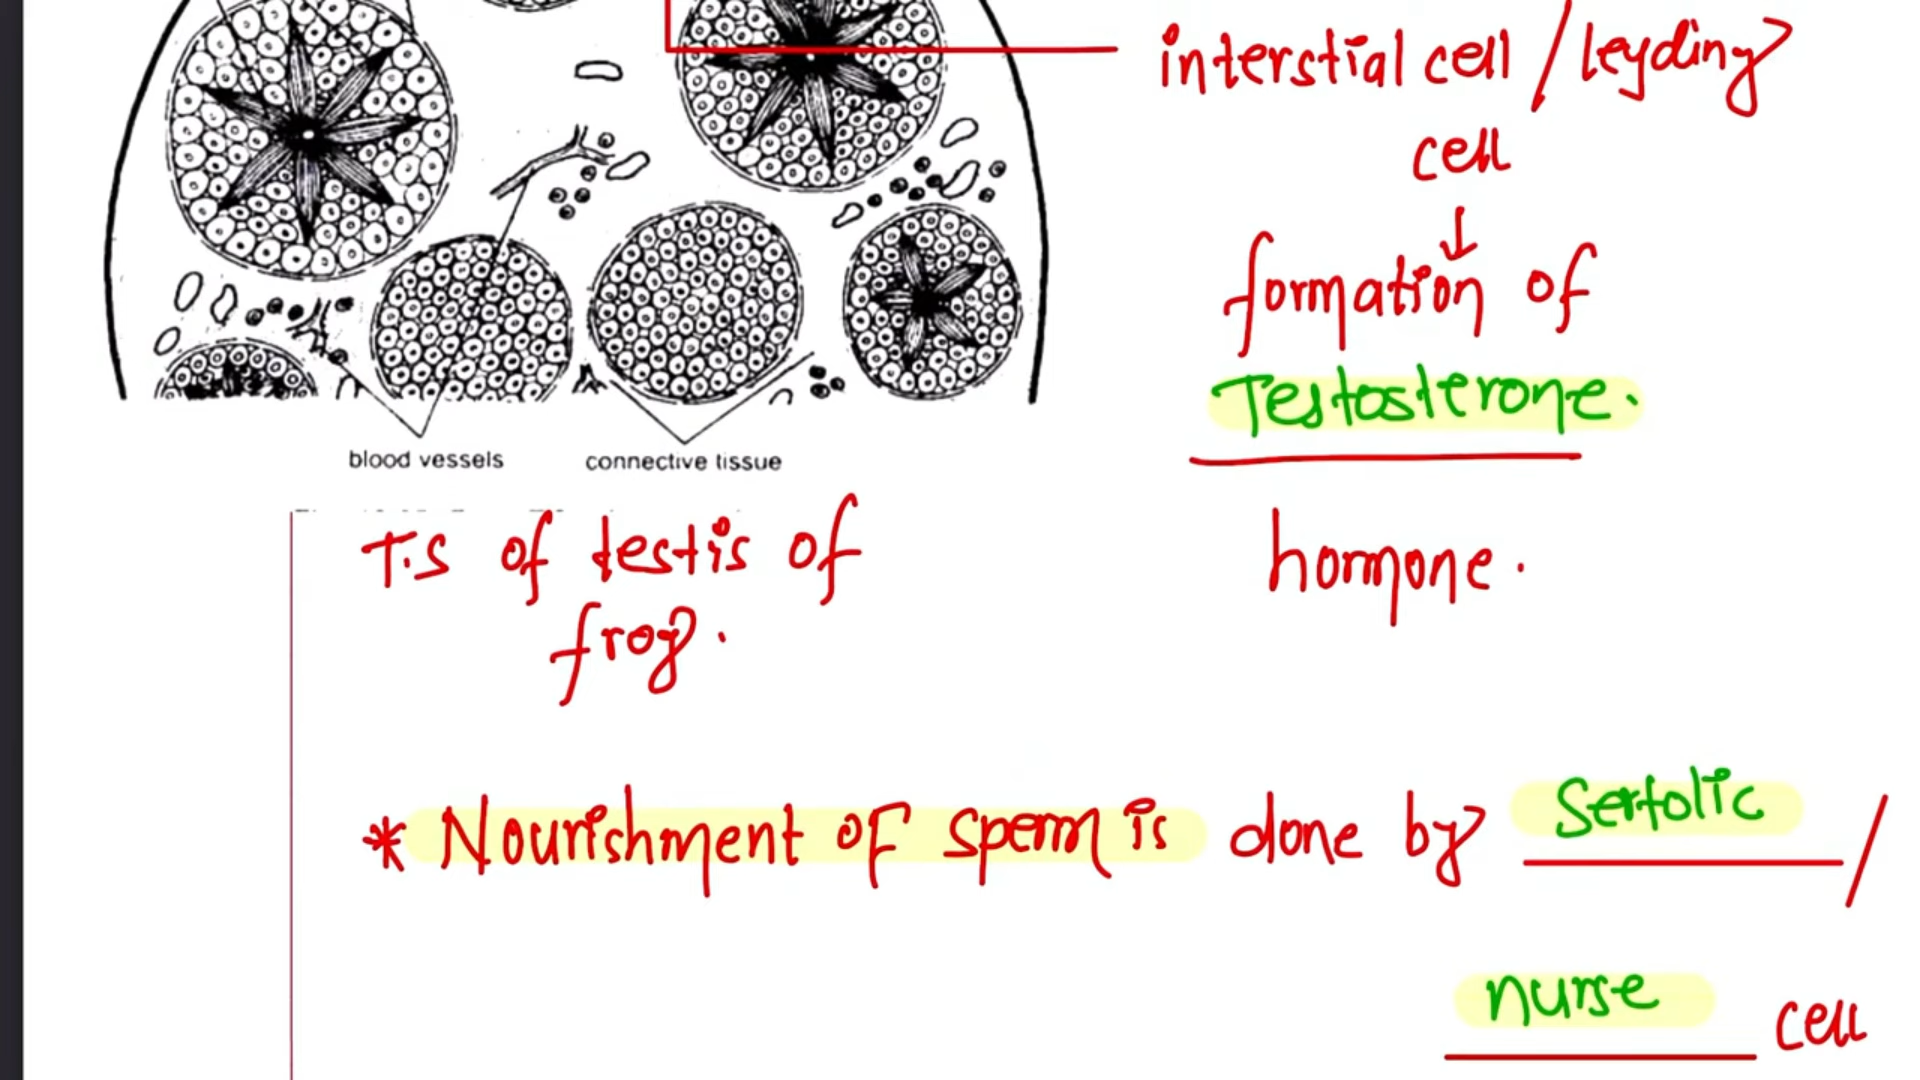 interstial cell / leyding
cell
↓
formation of
Testosterone.
hormone.
blood vessels
connective tissue
T.S of testis of
frog.
* Nourishment of sperm is done by Sertolic /
nurse cell